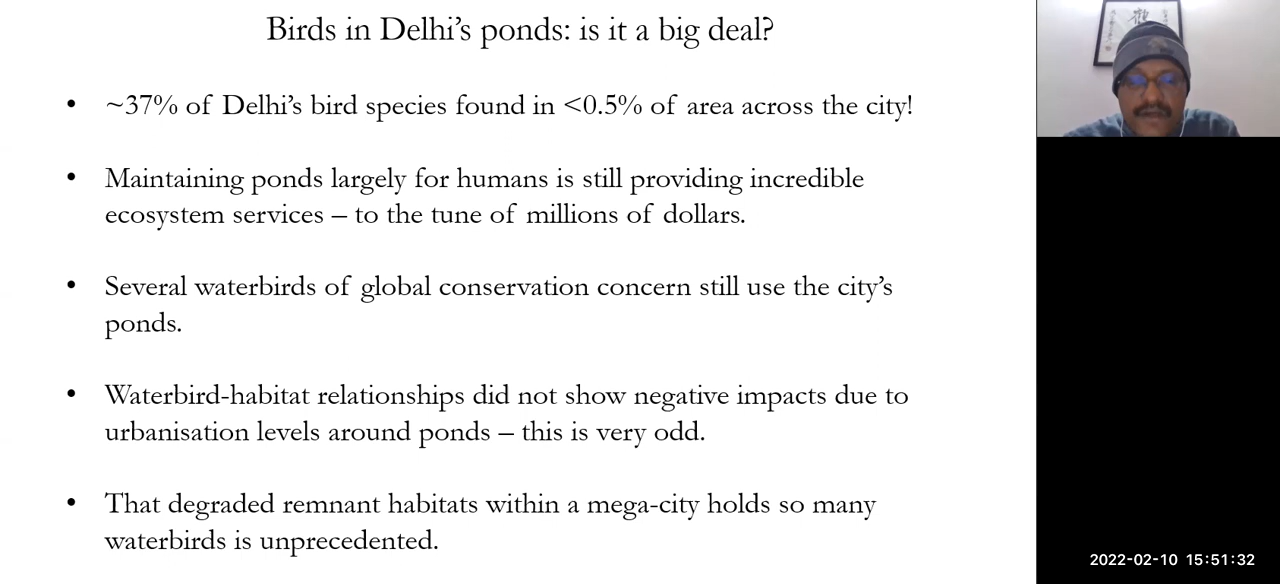 Birds in Delhi’s ponds: is it a big deal?
• ~37% of Delhi’s bird species found in <0.5% of area across the city!
• Maintaining ponds largely for humans is still providing incredible
ecosystem services – to the tune of millions of dollars.
• Several waterbirds of global conservation concern still use the city’s
ponds.
• Waterbird-habitat relationships did not show negative impacts due to
urbanisation levels around ponds – this is very odd.
• That degraded remnant habitats within a mega-city holds so many
waterbirds is unprecedented.
2022-02-10 15:51:32